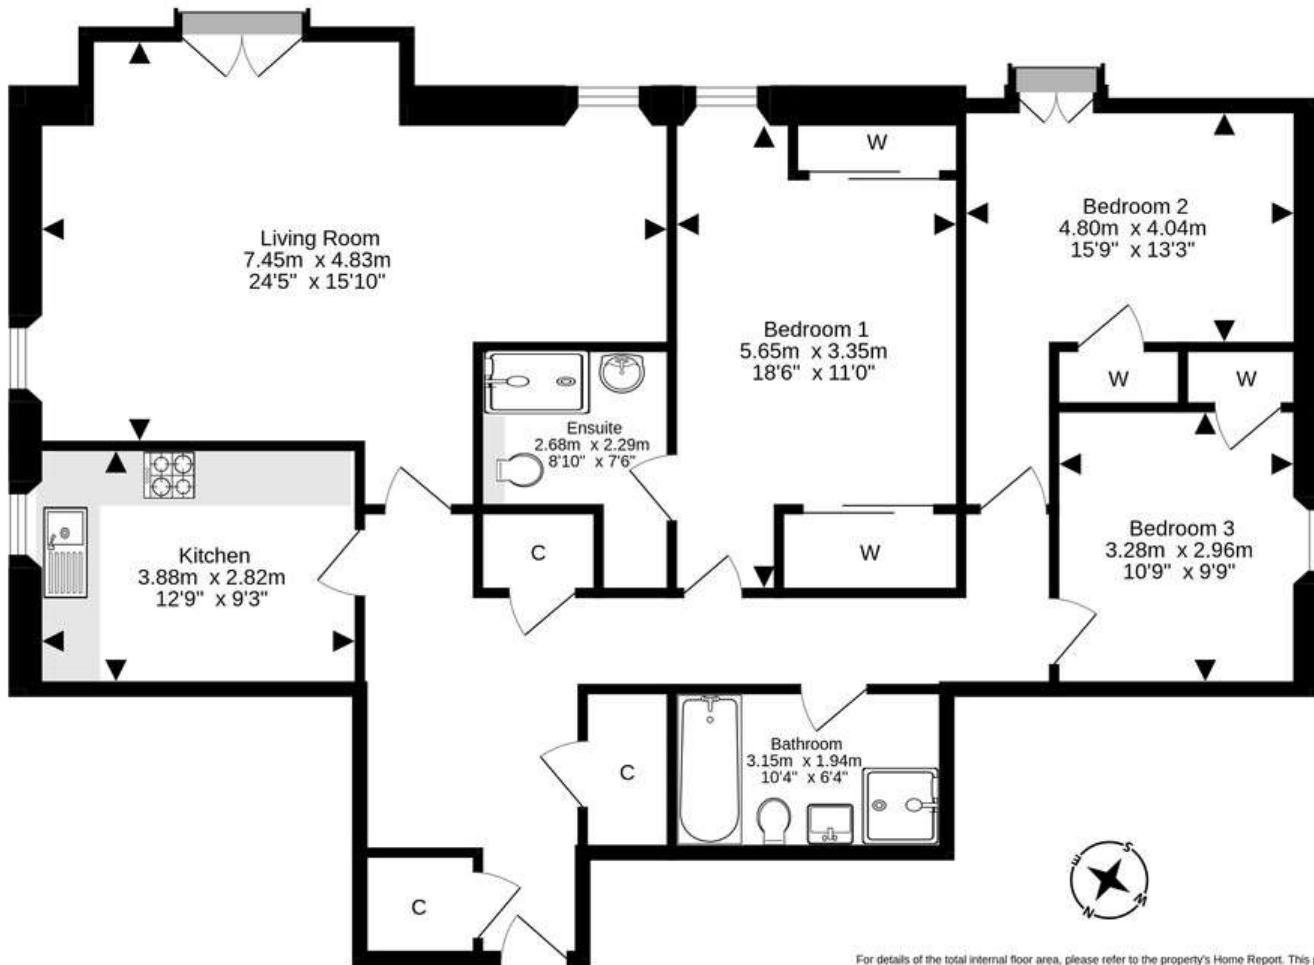 Living Room
7.45m x 4.83m
24'5" x 15'10"
W
Bedroom 2
4.80m x 4.04m
15'9" x 13'3"
Bedroom 1
5.65m x 3.35m
18'6" x 11'0"
W
W
Ensuite
2.68m x 2.29m
8'10" x 7'6"
Kitchen
3.88m x 2.82m
12'9" x 9'3"
C
W
Bedroom 3
3.28m x 2.96m
10'9" x 9'9"
Bathroom
3.15m x 1.94m
10'4" x 6'4"
C
C
S
E
W
N
For details of the total internal floor area, please refer to the property's Home Report. This